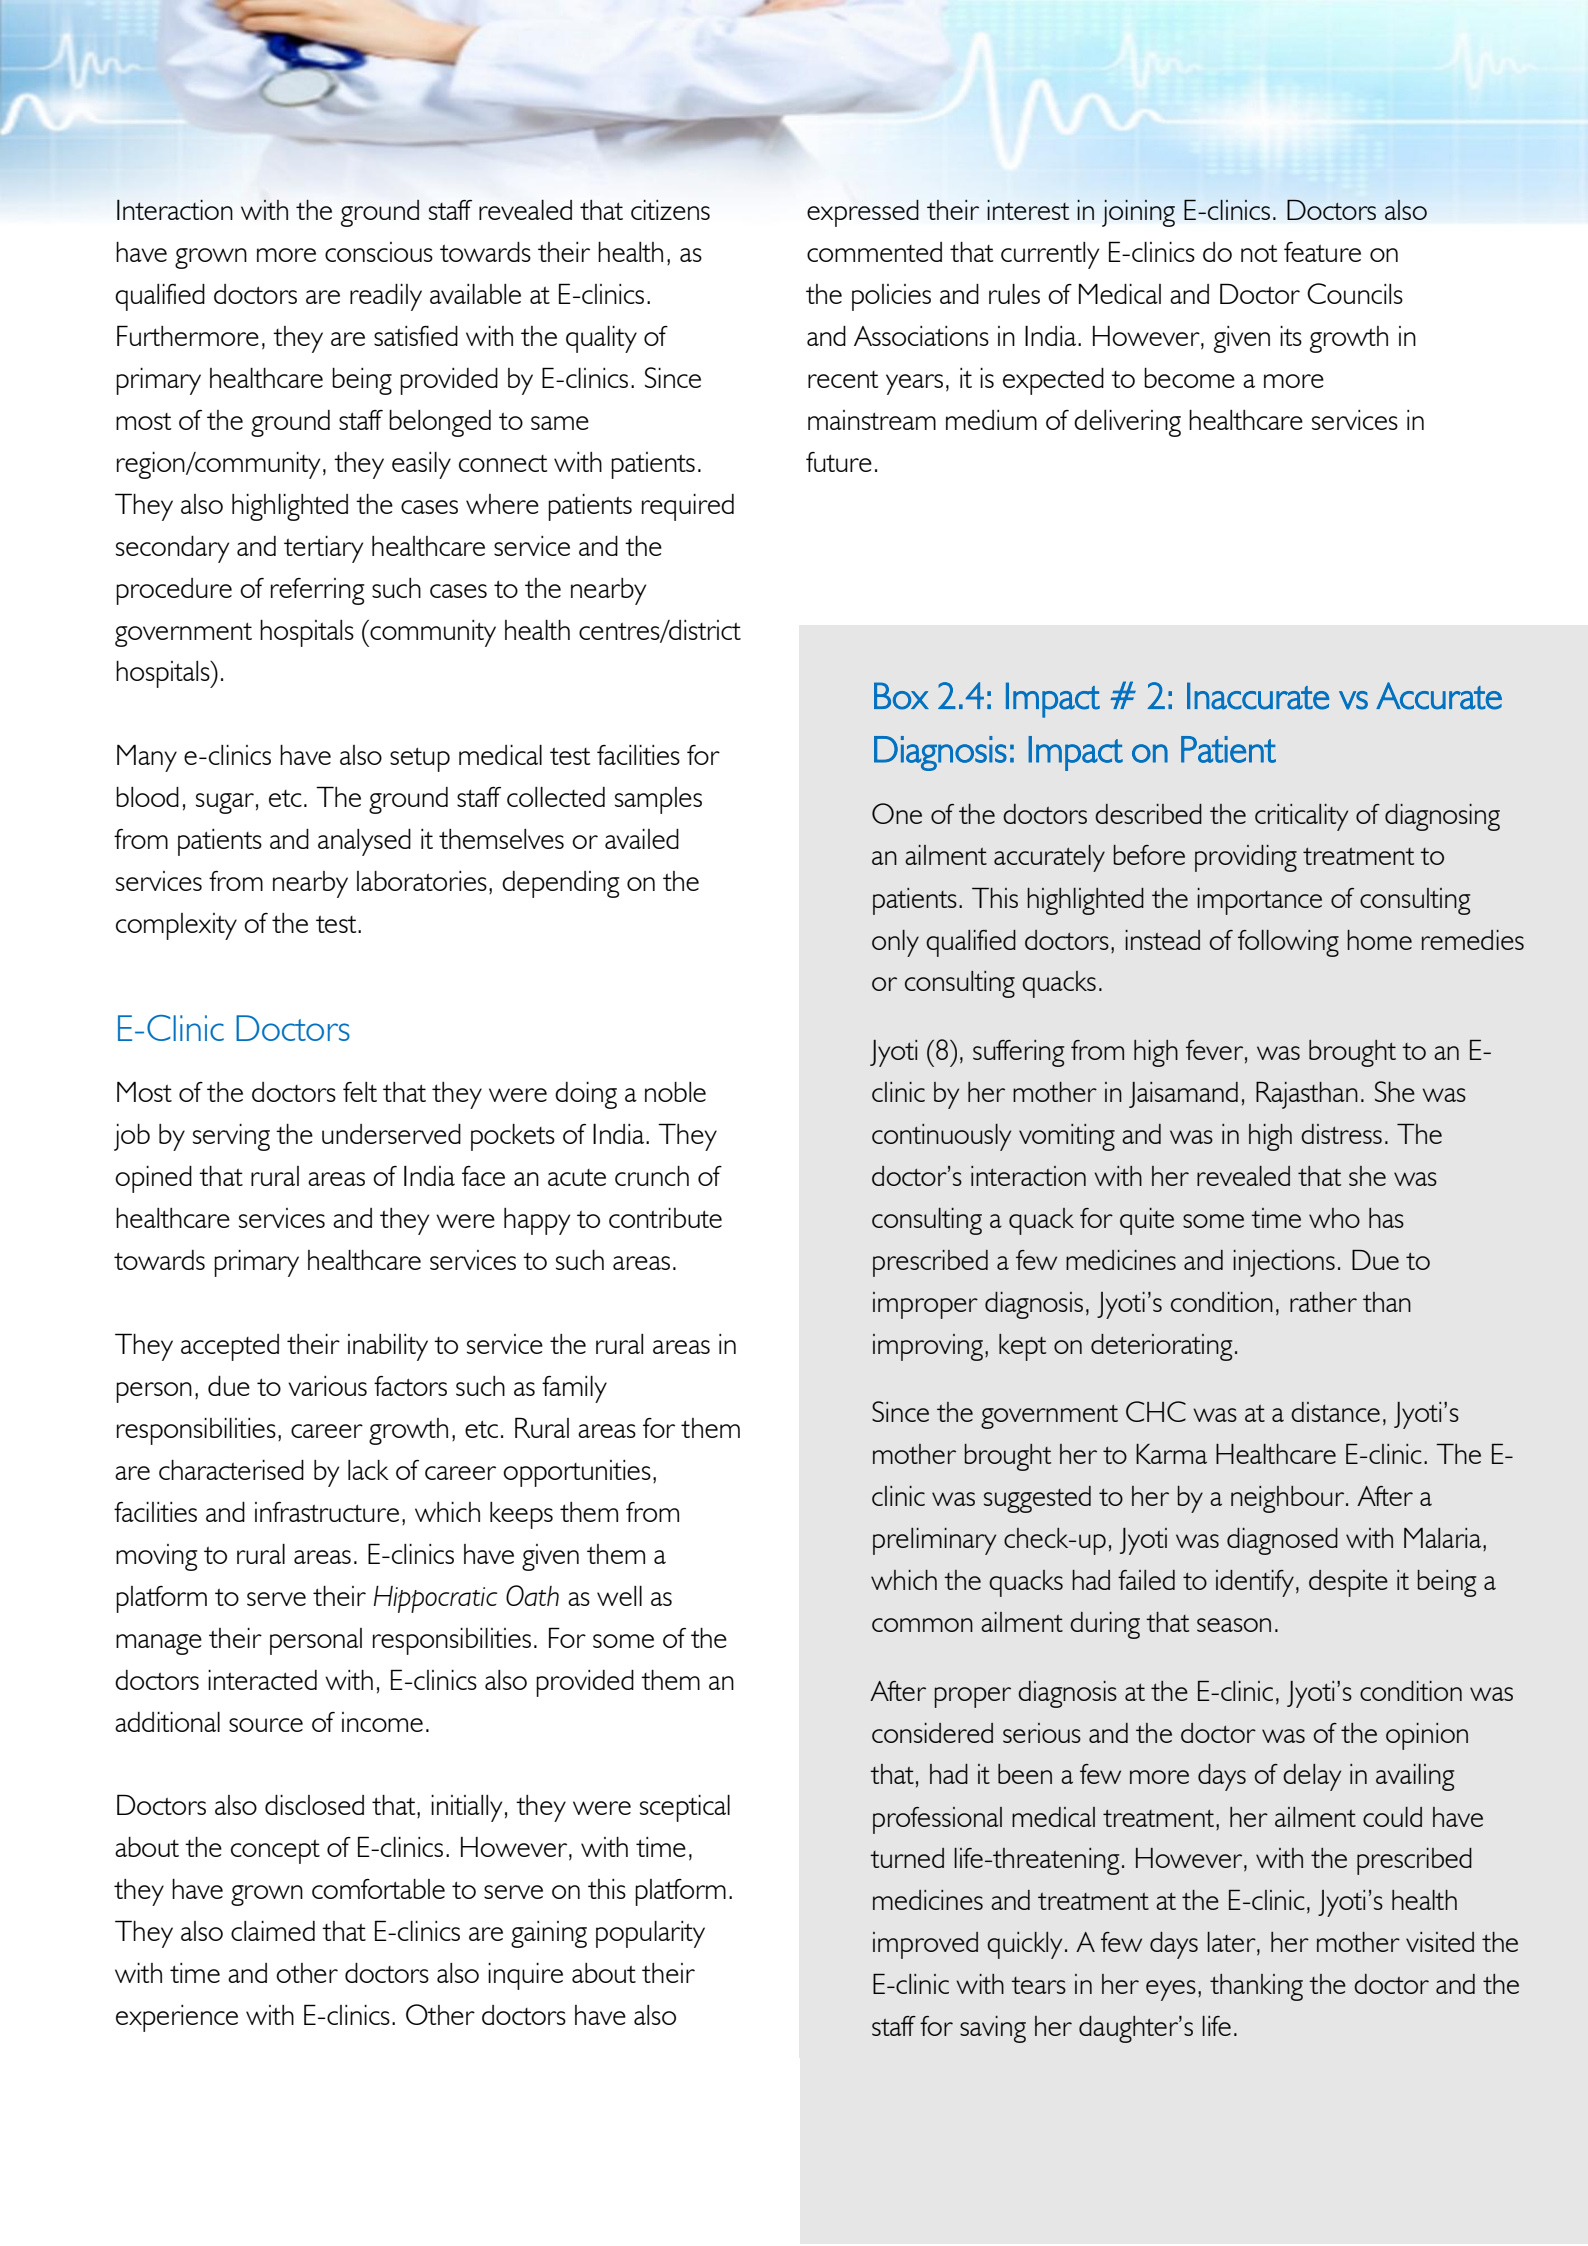 Interaction with the ground staff revealed that citizens
have grown more conscious towards their health, as
qualified doctors are readily available at E-clinics.
Furthermore, they are satisfied with the quality of
primary healthcare being provided by E-clinics. Since
most of the ground staff belonged to same
region/community, they easily connect with patients.
They also highlighted the cases where patients required
secondary and tertiary healthcare service and the
procedure of referring such cases to the nearby
government hospitals (community health centres/district
hospitals).
Many e-clinics have also setup medical test facilities for
blood, sugar, etc. The ground staff collected samples
from patients and analysed it themselves or availed
services from nearby laboratories, depending on the
complexity of the test.
E-Clinic Doctors
Most of the doctors felt that they were doing a noble
job by serving the underserved pockets of India. They
opined that rural areas of India face an acute crunch of
healthcare services and they were happy to contribute
towards primary healthcare services to such areas.
They accepted their inability to service the rural areas in
person, due to various factors such as family
responsibilities, career growth, etc. Rural areas for them
are characterised by lack of career opportunities,
facilities and infrastructure, which keeps them from
moving to rural areas. E-clinics have given them a
platform to serve their Hippocratic Oath as well as
manage their personal responsibilities. For some of the
doctors interacted with, E-clinics also provided them an
additional source of income.
Doctors also disclosed that, initially, they were sceptical
about the concept of E-clinics. However, with time,
they have grown comfortable to serve on this platform.
They also claimed that E-clinics are gaining popularity
with time and other doctors also inquire about their
experience with E-clinics. Other doctors have also
expressed their interest in joining E-clinics. Doctors also
commented that currently E-clinics do not feature on
the policies and rules of Medical and Doctor Councils
and Associations in India. However, given its growth in
recent years, it is expected to become a more
mainstream medium of delivering healthcare services in
future.
Box 2.4: Impact # 2: Inaccurate vs Accurate
Diagnosis: Impact on Patient
One of the doctors described the criticality of diagnosing
an ailment accurately before providing treatment to
patients. This highlighted the importance of consulting
only qualified doctors, instead of following home remedies
or consulting quacks.
Jyoti (8), suffering from high fever, was brought to an E-
clinic by her mother in Jaisamand, Rajasthan. She was
continuously vomiting and was in high distress. The
doctor’s interaction with her revealed that she was
consulting a quack for quite some time who has
prescribed a few medicines and injections. Due to
improper diagnosis, Jyoti’s condition, rather than
improving, kept on deteriorating.
Since the government CHC was at a distance, Jyoti’s
mother brought her to Karma Healthcare E-clinic. The E-
clinic was suggested to her by a neighbour. After a
preliminary check-up, Jyoti was diagnosed with Malaria,
which the quacks had failed to identify, despite it being a
common ailment during that season.
After proper diagnosis at the E-clinic, Jyoti’s condition was
considered serious and the doctor was of the opinion
that, had it been a few more days of delay in availing
professional medical treatment, her ailment could have
turned life-threatening. However, with the prescribed
medicines and treatment at the E-clinic, Jyoti’s health
improved quickly. A few days later, her mother visited the
E-clinic with tears in her eyes, thanking the doctor and the
staff for saving her daughter’s life.